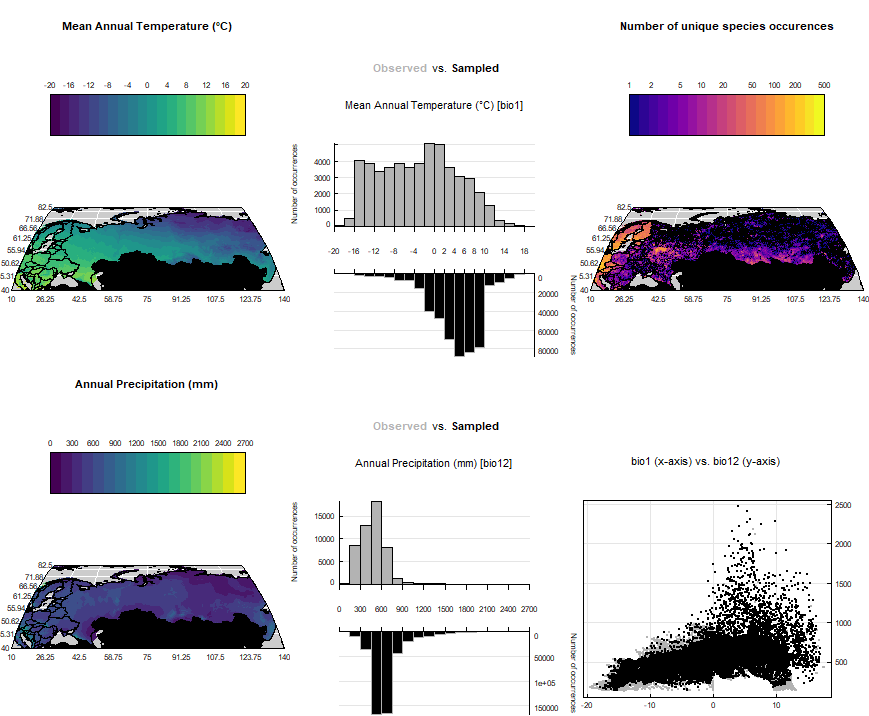 Mean Annual Temperature (°C)
Number of unique species occurences
Observed vs. Sampled
-20 -16 -12 -8 -4 0 4 8 12 16 20
1 2 5 10 20 50 100 200 500
Mean Annual Temperature (°C) [bio1]
Number of occurrences
4000
3000
2000
1000
0
-20 -16 -12 -8 -4 0 2 4 6 8 10 14 18
0
20000
40000
60000
80000
Number of occurrences
82.5
71.88
66.56
61.25
55.94
50.62
5.31
40
10 26.25 42.5 58.75 75 91.25 107.5 123.75 140
82.5
71.88
66.56
61.25
55.94
50.62
5.31
40
10 26.25 42.5 58.75 75 91.25 107.5 123.75 140
Annual Precipitation (mm)
Observed vs. Sampled
0 300 600 900 1200 1500 1800 2100 2400 2700
Annual Precipitation (mm) [bio12]
bio1 (x-axis) vs. bio12 (y-axis)
Number of occurrences
15000
10000
5000
0
0 300 600 900 1200 1500 1800 2100 2400 2700
0
50000
1e+05
150000
Number of occurrences
82.5
71.88
66.56
61.25
55.94
50.62
5.31
40
10 26.25 42.5 58.75 75 91.25 107.5 123.75 140
2500
2000
1500
1000
500
-20 -10 0 10